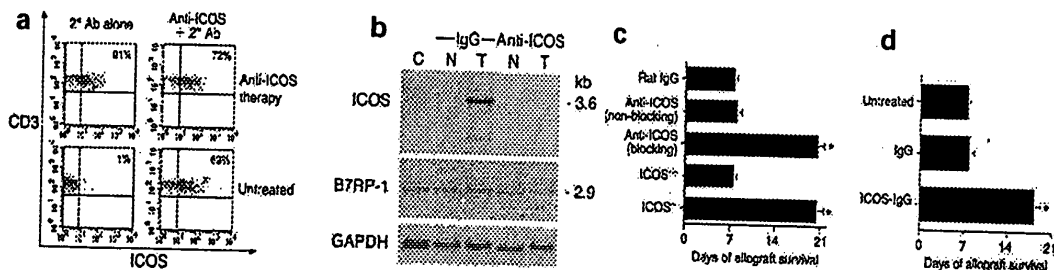 a
2° Ab alone
Anti-ICOS
+ 2° Ab
81%
72%
Anti-ICOS
therapy
CD3
1%
69%
Untreated
ICOS
b
IgG
Anti-ICOS
C N T N T
kb
ICOS
- 3.6
B7RP-1
- 2.9
GAPDH
c
Rat IgG
Anti-ICOS
(non-blocking)
Anti-ICOS
(blocking)
ICOS
ICOS
0 7 14 21
Days of allograft survival
d
Untreated
IgG
ICOS-IgG
0 7 14 21
Days of allograft survival